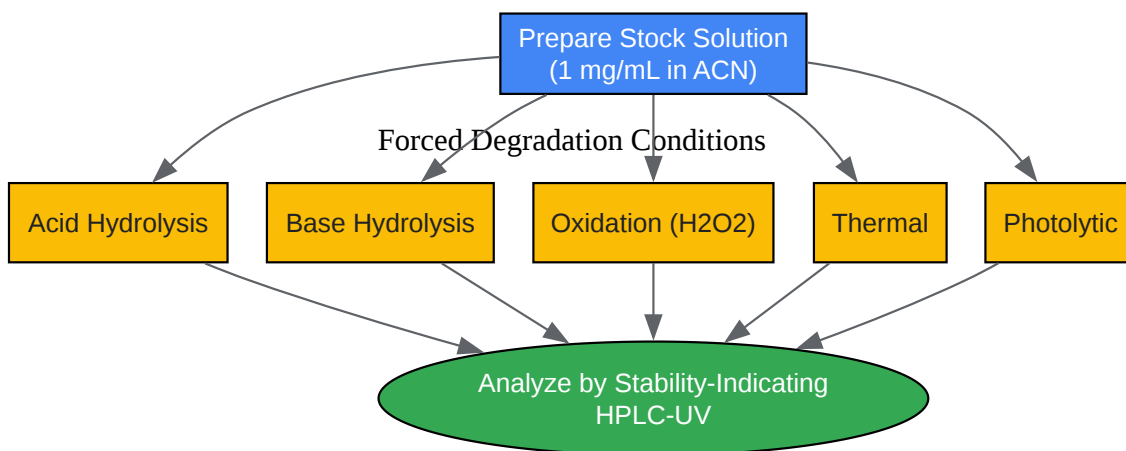 Prepare Stock Solution
(1 mg/mL in ACN)
Forced Degradation Conditions
Acid Hydrolysis
Base Hydrolysis
Oxidation (H2O2)
Thermal
Photolytic
Analyze by Stability-Indicating
HPLC-UV